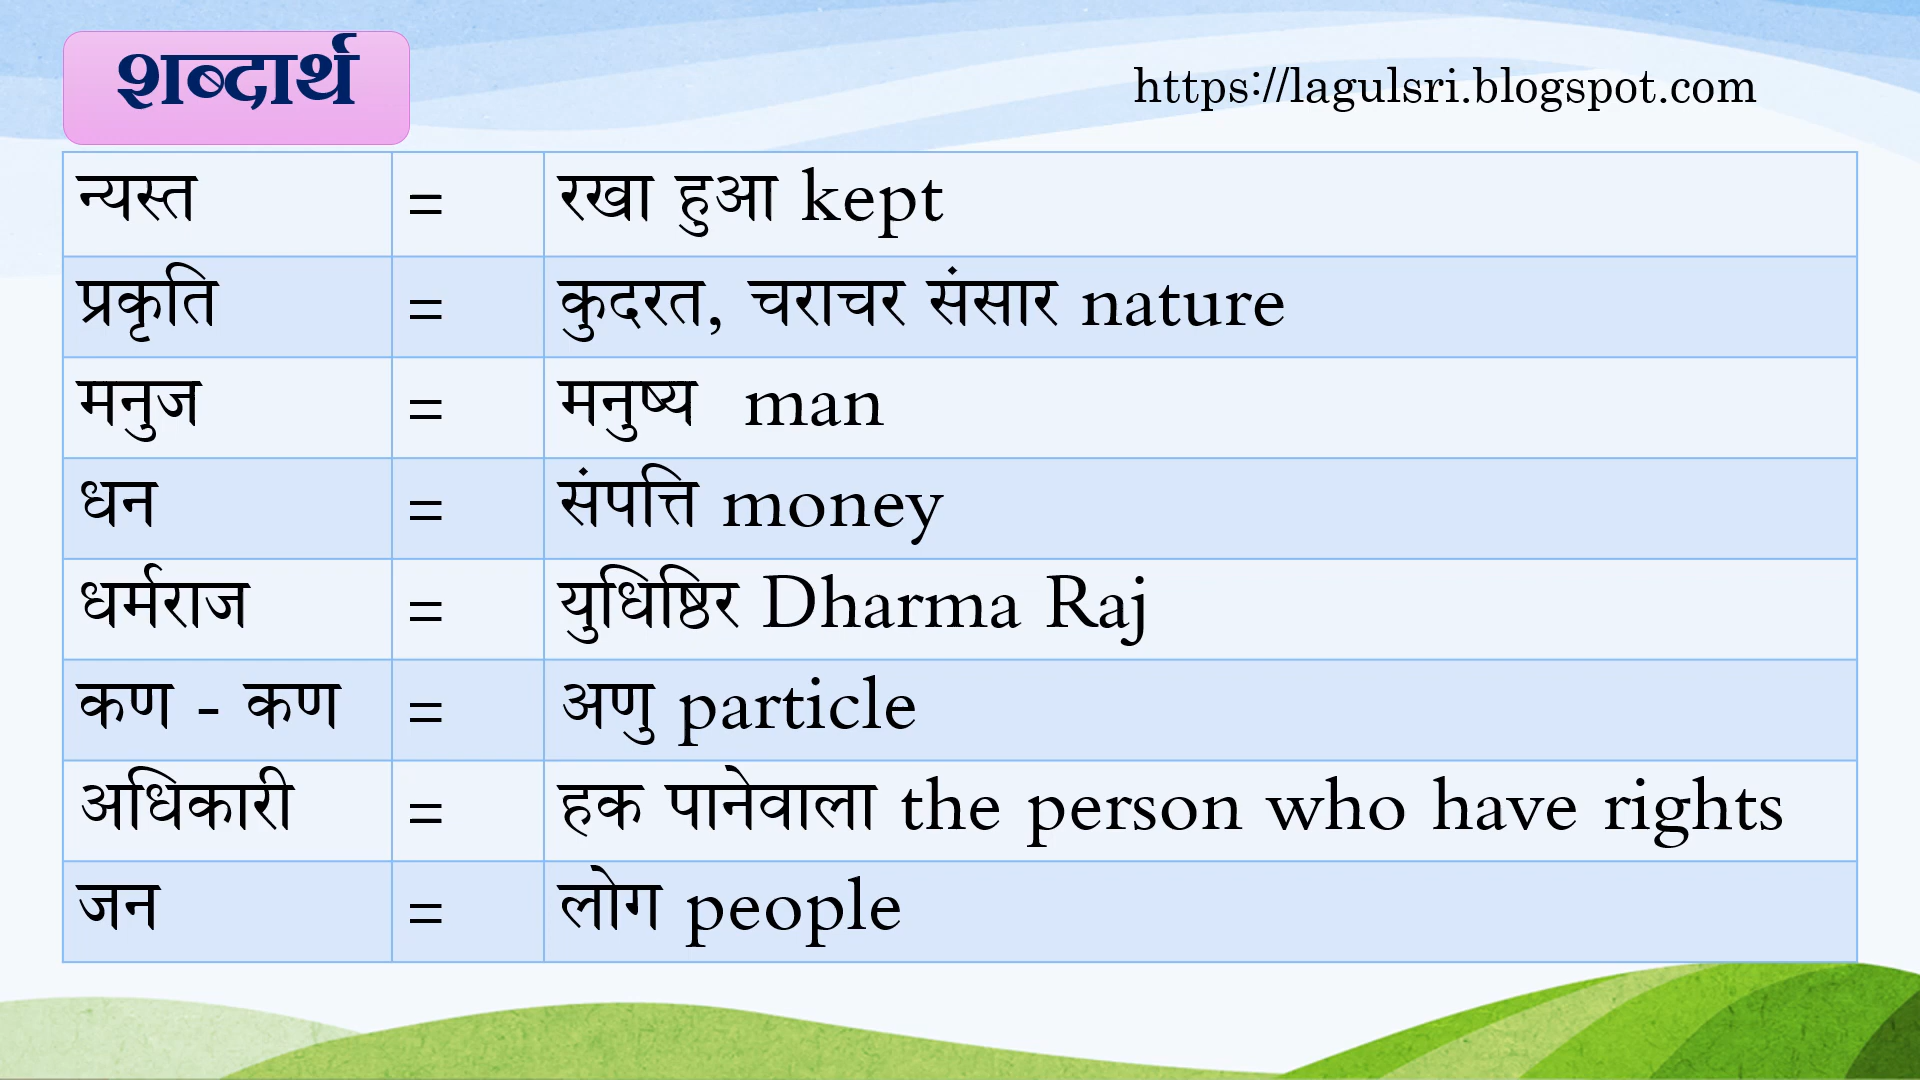 शब्दार्थ
https://lagulsri.blogspot.com
न्यस्त = रखा हुआ kept
प्रकृति = कुदरत, चराचर संसार nature
मनुज = मनुष्य man
धन = संपत्ति money
धर्मराज = युधिष्ठिर Dharma Raj
कण - कण = अणु particle
अधिकारी = हक पानेवाला the person who have rights
जन = लोग people